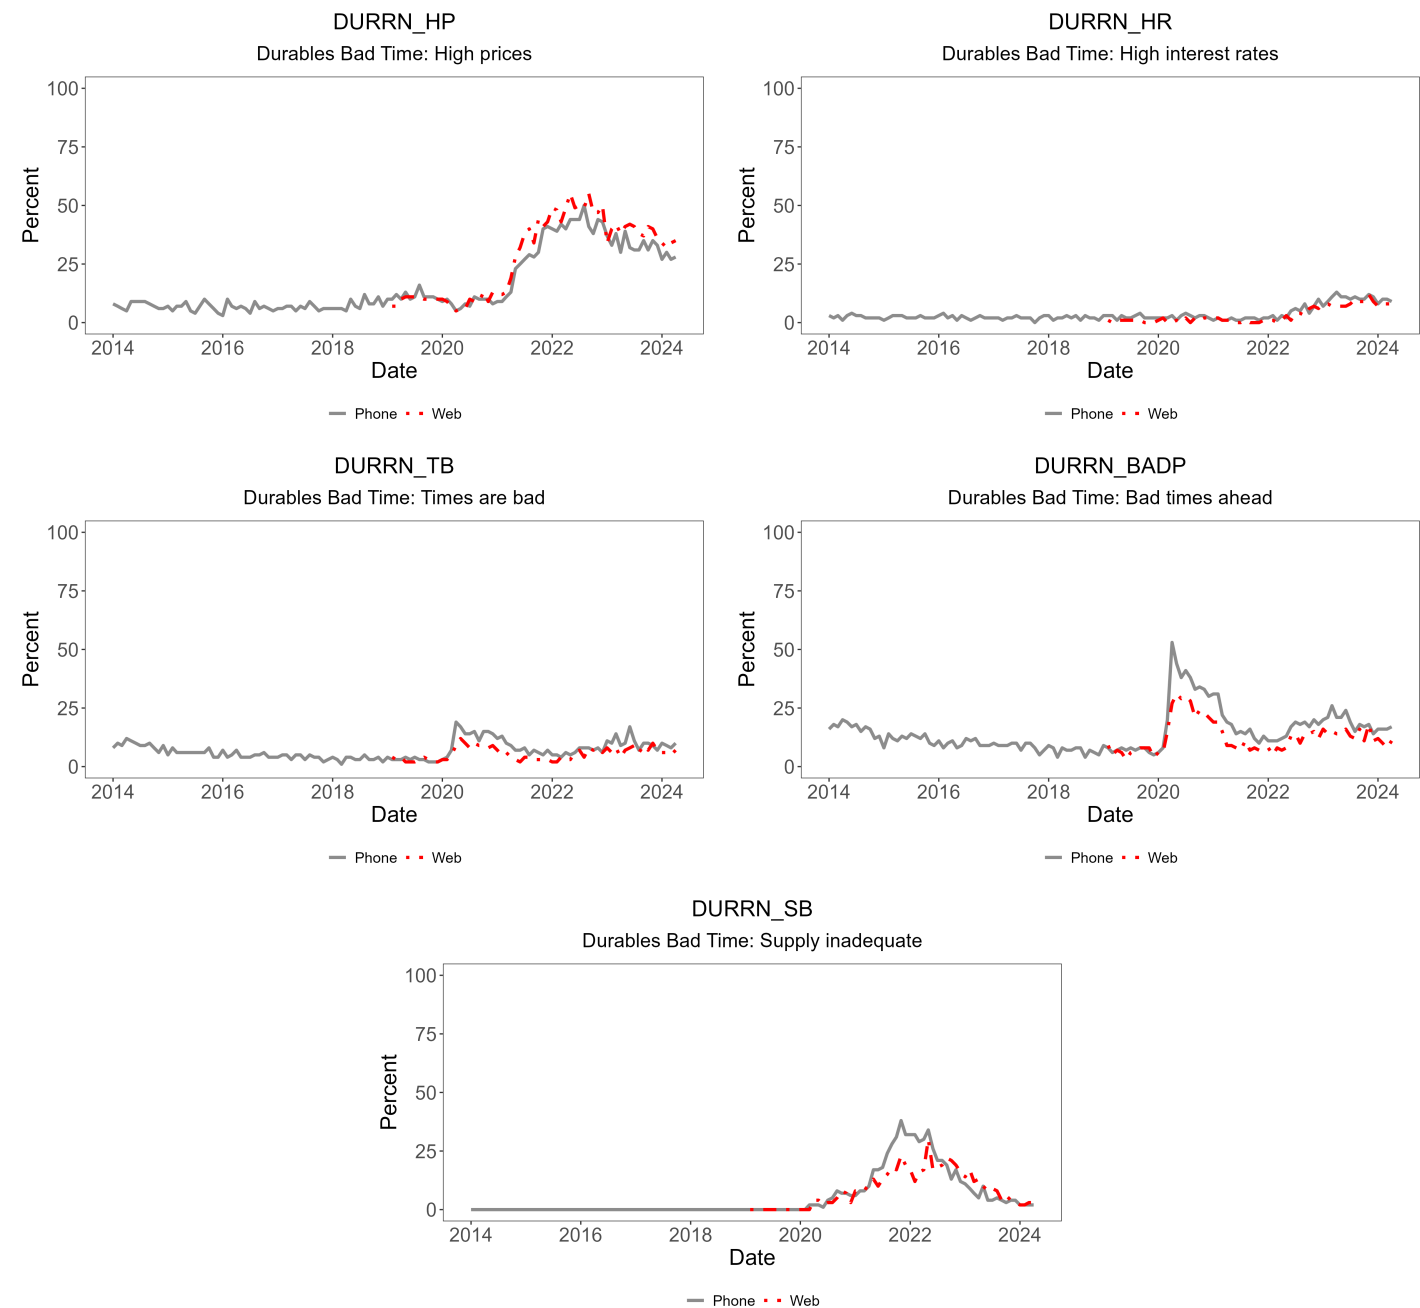 DURRN_HP
Durables Bad Time: High prices
Percent
100
75
50
25
0
2014 2016 2018 2020 2022 2024
Date
Phone Web
DURRN_HR
Durables Bad Time: High interest rates
Percent
100
75
50
25
0
2014 2016 2018 2020 2022 2024
Date
Phone Web
DURRN_TB
Durables Bad Time: Times are bad
Percent
100
75
50
25
0
2014 2016 2018 2020 2022 2024
Date
Phone Web
DURRN_BADP
Durables Bad Time: Bad times ahead
Percent
100
75
50
25
0
2014 2016 2018 2020 2022 2024
Date
Phone Web
DURRN_SB
Durables Bad Time: Supply inadequate
Percent
100
75
50
25
0
2014 2016 2018 2020 2022 2024
Date
Phone Web